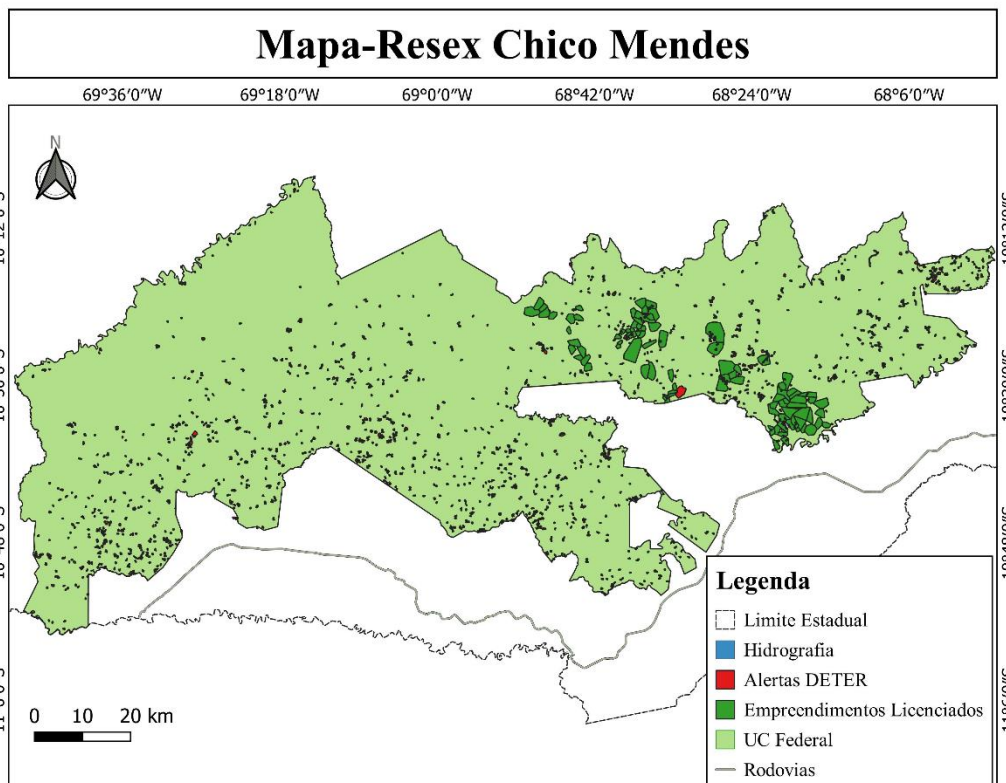 Mapa-Resex Chico Mendes
69°36'0"W 69°18'0"W 69°0'0"W 68°42'0"W 68°24'0"W 68°6'0"W
N
Legenda
Limite Estadual
Hidrografia
Alertas DETER
Empreendimentos Licenciados
UC Federal
Rodovias
0 10 20 km